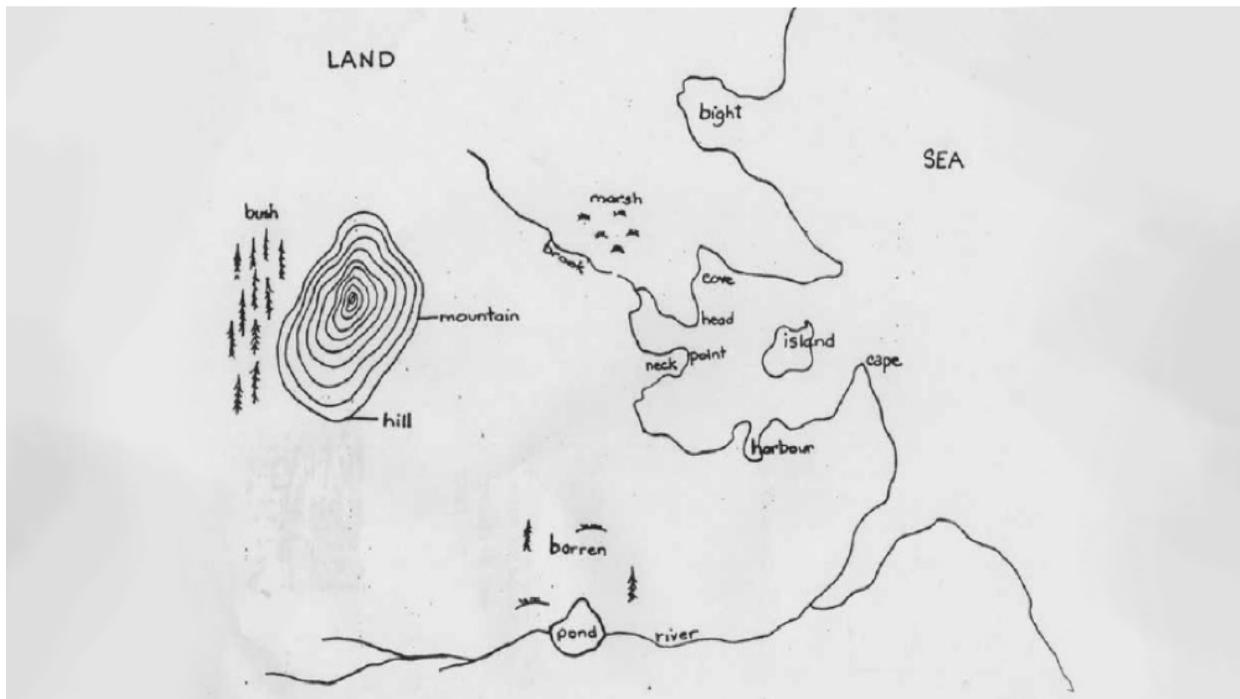 LAND
bight
SEA
marsh
bush
brook
cove
mountain
head
island
neck point
cape
hill
harbour
barren
pond
river